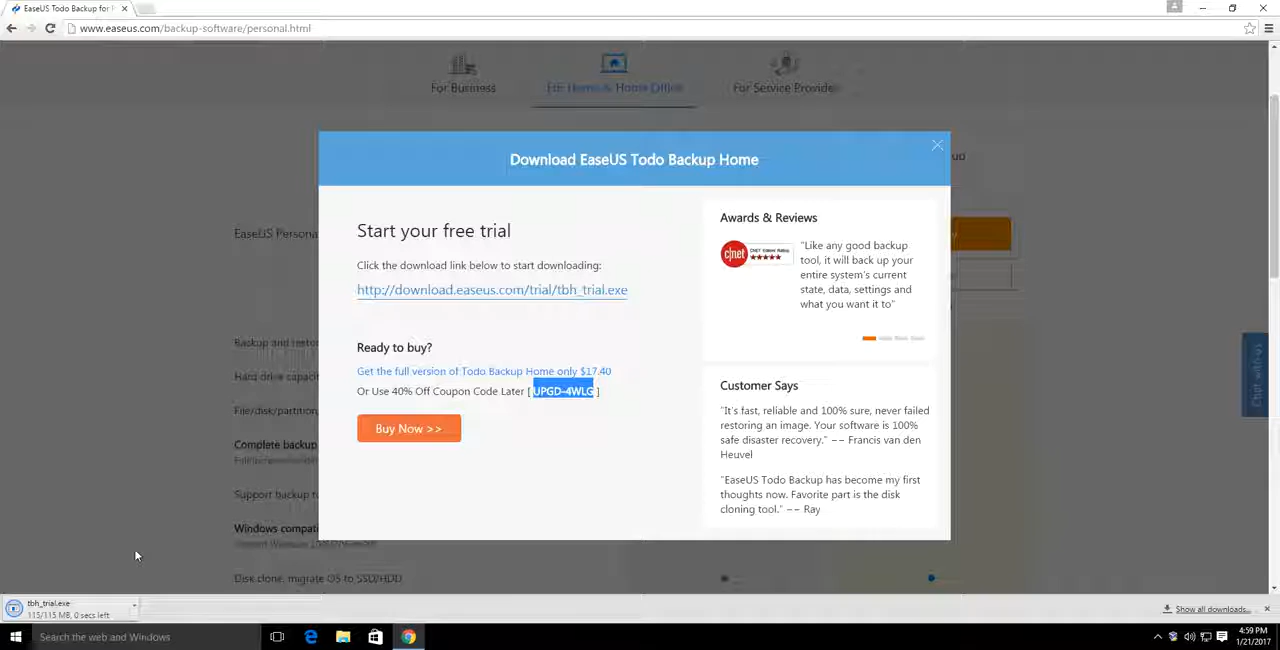 EaseUS Todo Backup for
www.easeus.com/backup-software/personal.html
For Business
For Home & Home Office
For Service Provider
Download EaseUS Todo Backup Home
Start your free trial
Click the download link below to start downloading:
http://download.easeus.com/trial/tbh_trial.exe
Ready to buy?
Get the full version of Todo Backup Home only $17.40
Or Use 40% Off Coupon Code Later [ UPGD-4WLG ]
Buy Now >>
Awards & Reviews
c|net
"Like any good backup
tool, it will back up your
entire system's current
state, data, settings and
what you want it to"
Customer Says
"It's fast, reliable and 100% sure, never failed
restoring an image. Your software is 100%
safe disaster recovery." −− Francis van den
Heuvel
"EaseUS Todo Backup has become my first
thoughts now. Favorite part is the disk
cloning tool." −− Ray
EaseUS Persona
Backup and resto
Hard drive capaci
File/disk/partition
Complete backup
Support backup t
Windows compati
Disk clone, migrate OS to SSD/HDD
Chat with us
tbh_trial.exe
115/115 MB, 0 secs left
Show all downloads...
Search the web and Windows
4:59 PM
1/21/2017